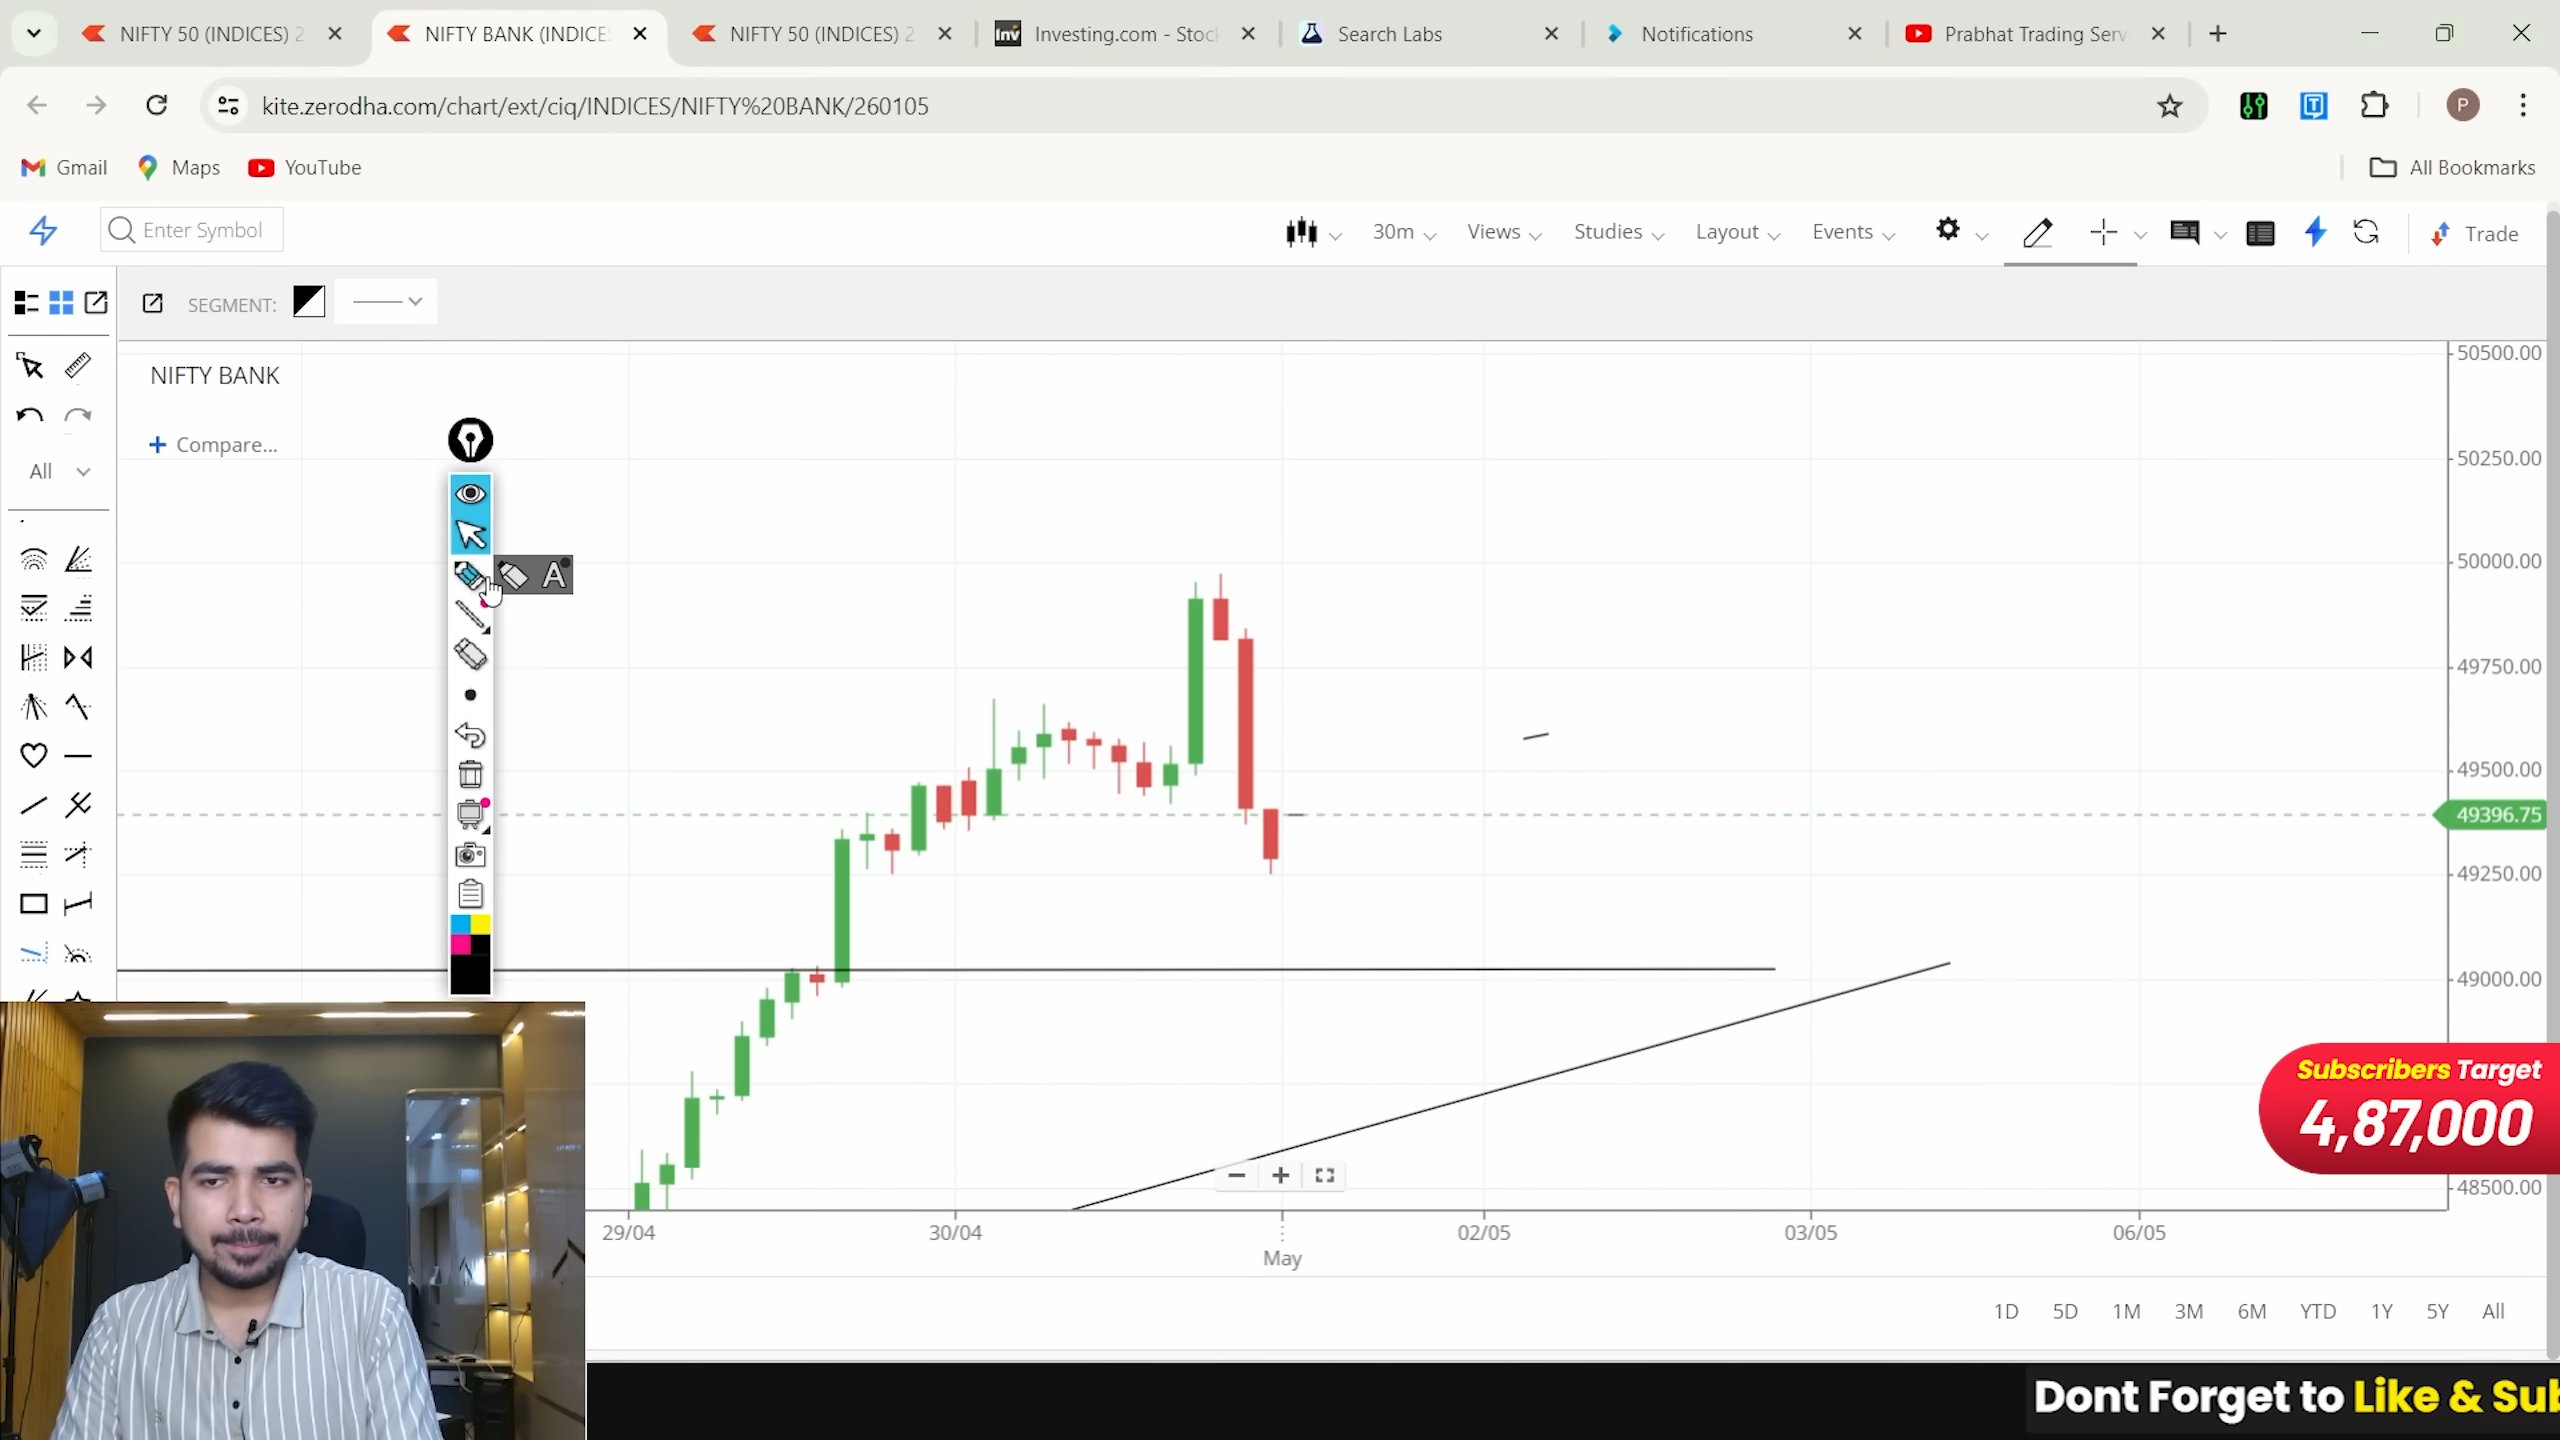 NIFTY 50 (INDICES) 2
NIFTY BANK (INDICES
NIFTY 50 (INDICES) 2
Investing.com - Stoc
Search Labs
Notifications
Prabhat Trading Serv
kite.zerodha.com/chart/ext/ciq/INDICES/NIFTY%20BANK/260105
P
Gmail
Maps
YouTube
All Bookmarks
Enter Symbol
30m
Views
Studies
Layout
Events
Trade
SEGMENT:
NIFTY BANK
+ Compare...
All
A
50500.00
50250.00
50000.00
49750.00
49500.00
49396.75
49250.00
49000.00
48500.00
Subscribers Target
4,87,000
29/04
30/04
02/05
03/05
06/05
May
1D
5D
1M
3M
6M
YTD
1Y
5Y
All
Dont Forget to Like & Sub